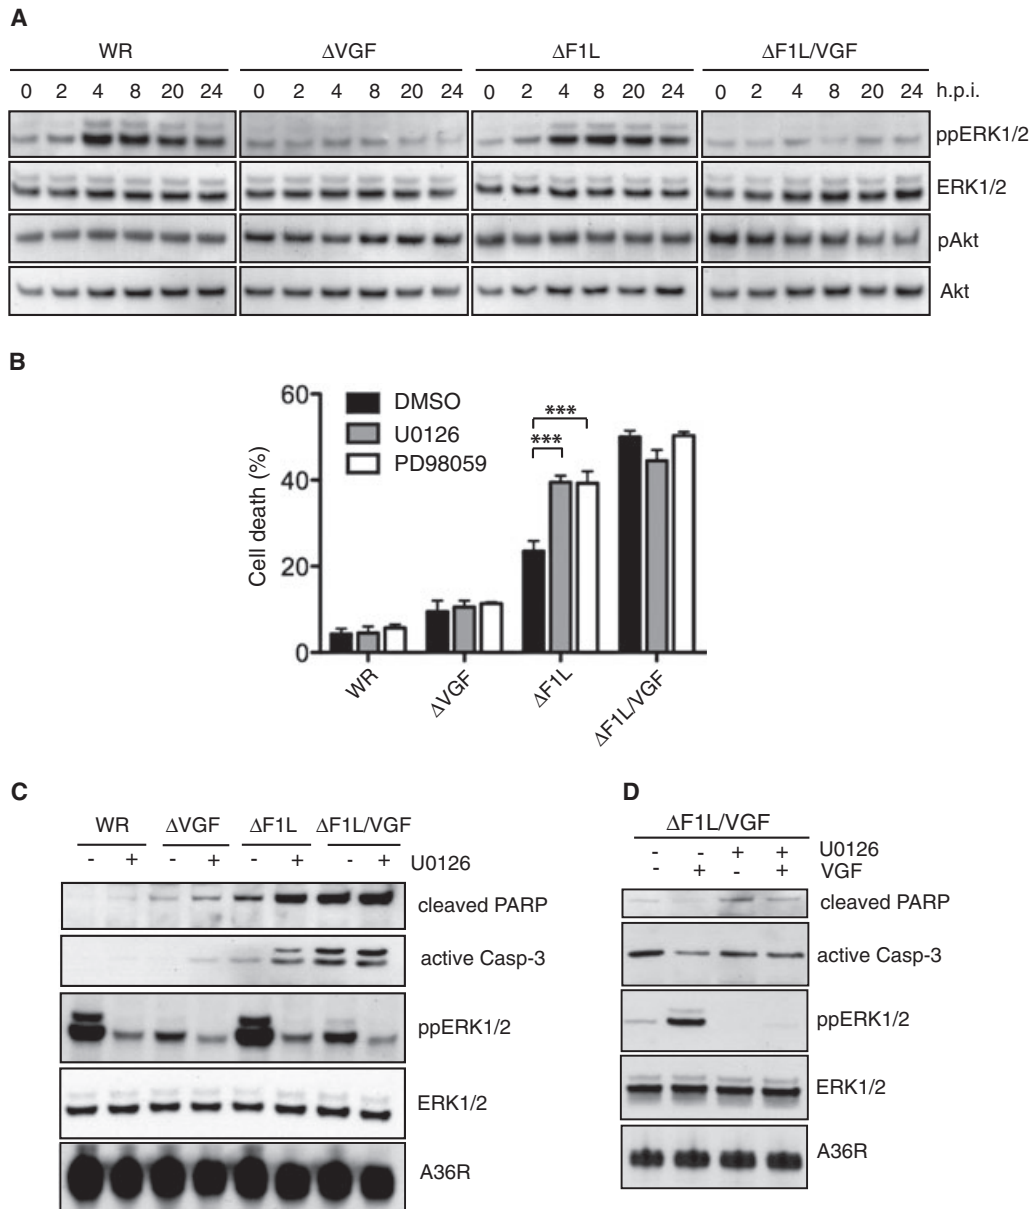 A
WR ΔVGF ΔF1L ΔF1L/VGF
0 2 4 8 20 24 0 2 4 8 20 24 0 2 4 8 20 24 0 2 4 8 20 24 h.p.i.
ppERK1/2
ERK1/2
pAkt
Akt
B
60
40
20
0
Cell death (%)
DMSO
U0126
PD98059
***
***
WR
ΔVGF
ΔF1L
ΔF1L/VGF
C
WR ΔVGF ΔF1L ΔF1L/VGF
- + - + - + - + U0126
cleaved PARP
active Casp-3
ppERK1/2
ERK1/2
A36R
D
ΔF1L/VGF
- - + + U0126
- + - + VGF
cleaved PARP
active Casp-3
ppERK1/2
ERK1/2
A36R